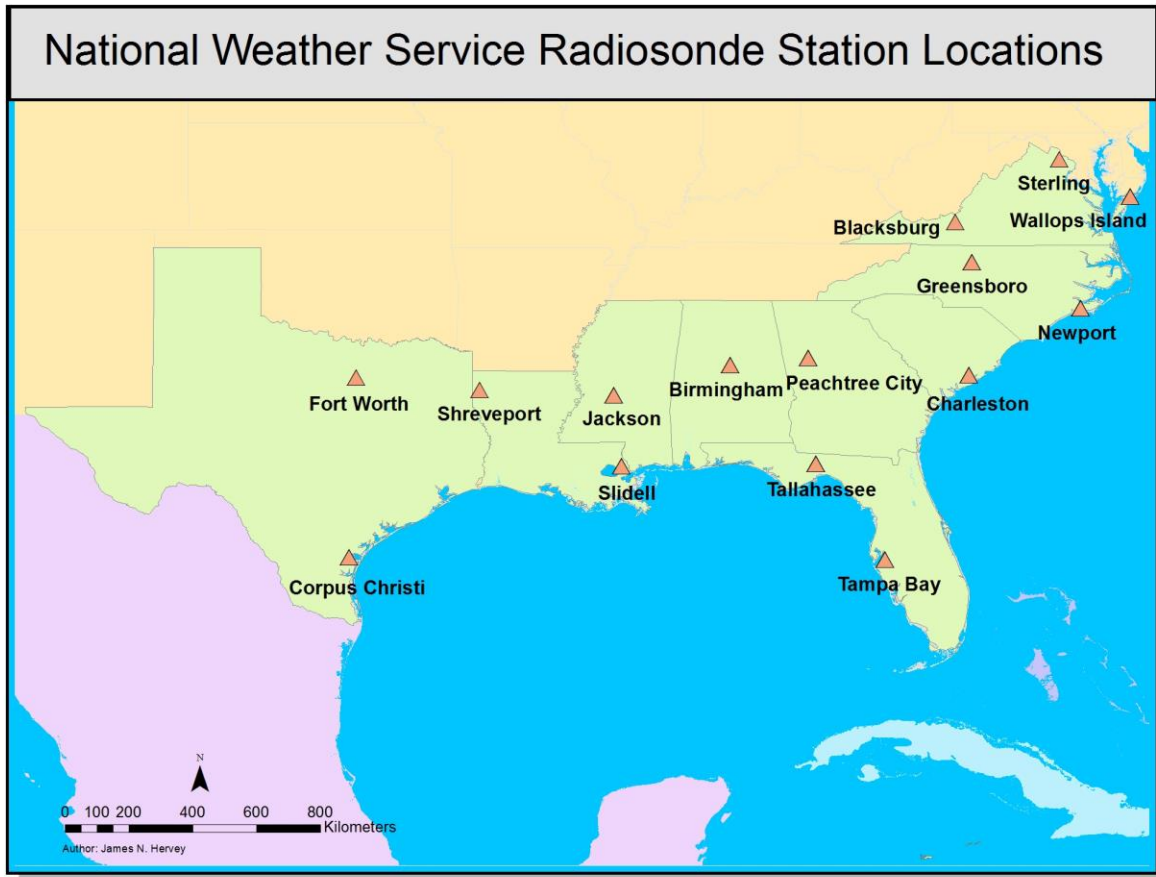 National Weather Service Radiosonde Station Locations
Sterling
Wallops Island
Blacksburg
Greensboro
Newport
Fort Worth
Shreveport
Jackson
Birmingham
Peachtree City
Charleston
Slidell
Tallahassee
Corpus Christi
Tampa Bay
N
0 100 200 400 600 800
Kilometers
Author: James N. Hervey